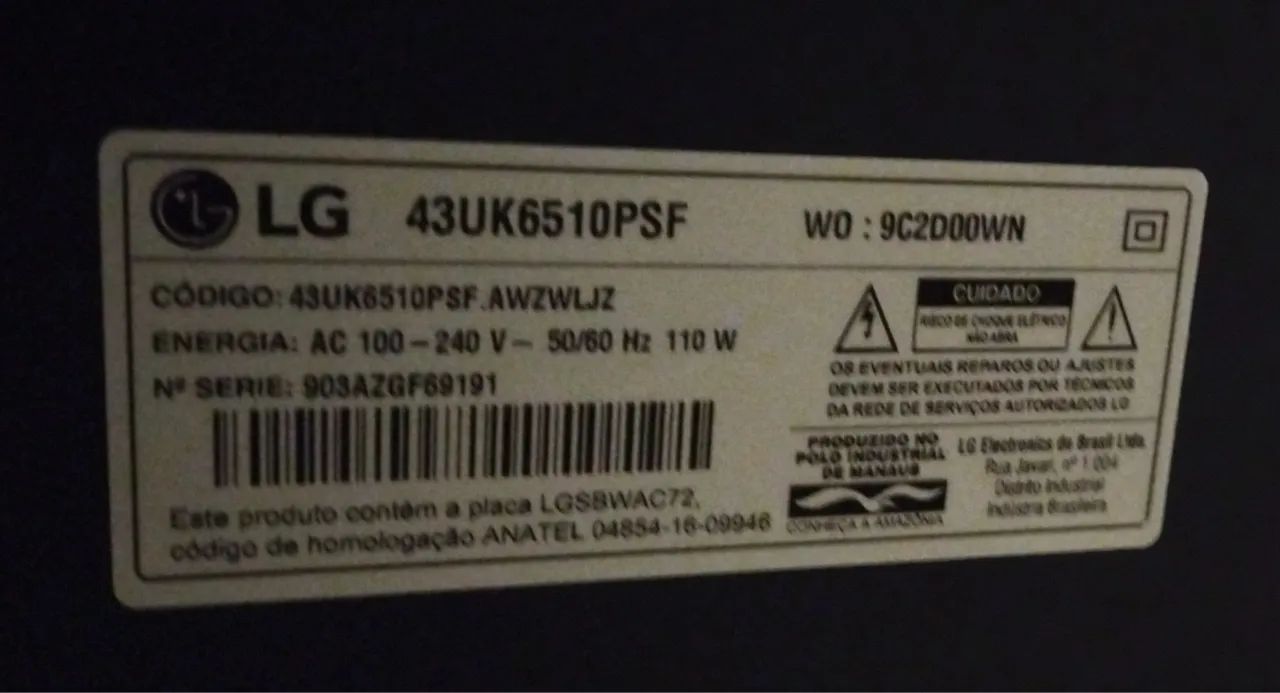 LG 43UK6510PSF WO : 9C2D00WN
CÓDIGO: 43UK6510PSF.AWZWLJZ
ENERGIA: AC 100-240 V~ 50/60 Hz 110 W
Nº SERIE: 903AZGF69191
Este produto contém a placa LGSBWAC72,
código de homologação ANATEL 04854-16-09946
CUIDADO
RISCO DE CHOQUE ELÉTRICO
NÃO ABRA
OS EVENTUAIS REPAROS OU AJUSTES
DEVEM SER EXECUTADOS POR TÉCNICOS
DA REDE DE SERVIÇOS AUTORIZADOS LG
PRODUZIDO NO
PÓLO INDUSTRIAL
DE MANAUS
CONHEÇA A AMAZÔNIA
LG Electronics do Brasil Ltda.
Rua Javari, nº 1.004
Distrito Industrial
Indústria Brasileira